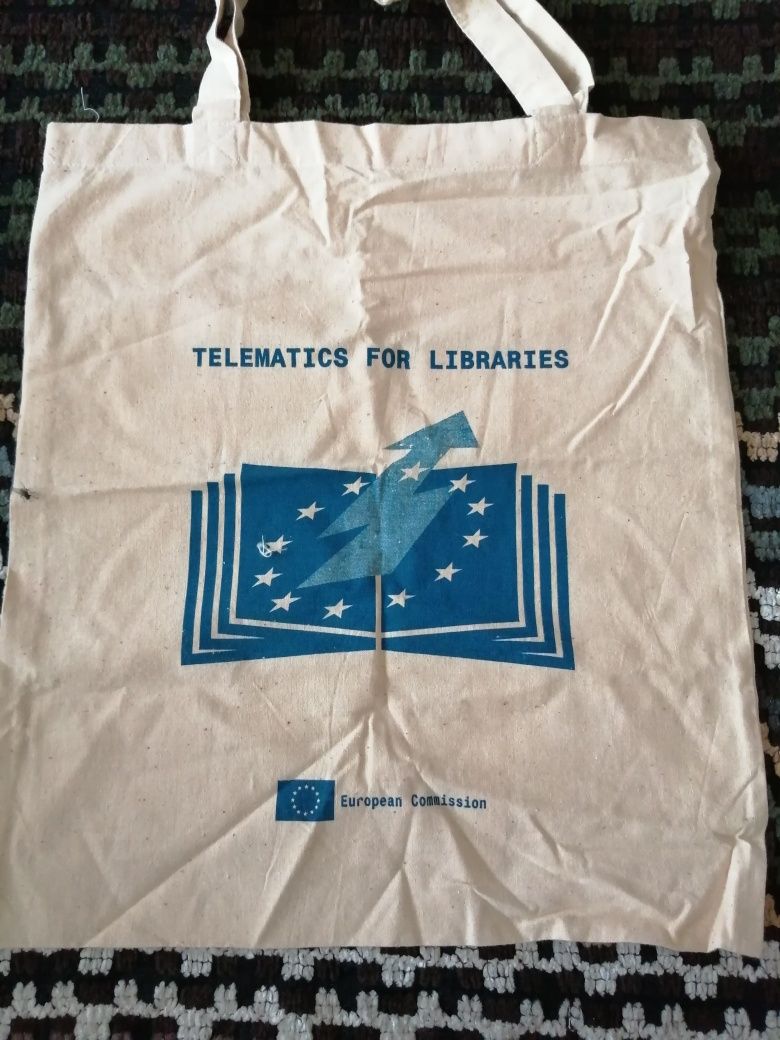 TELEMATICS FOR LIBRARIES
European Commission